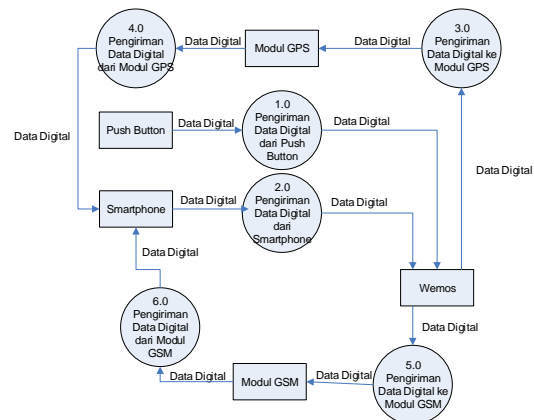 4.0
Pengiriman
Data Digital
dari Modul GPS
Data Digital
Modul GPS
Data Digital
3.0
Pengiriman
Data Digital ke
Modul GPS
Data Digital
Push Button
Data Digital
1.0
Pengiriman
Data Digital
dari Push
Button
Data Digital
Data Digital
Smartphone
Data Digital
2.0
Pengiriman
Data Digital
dari
Smartphone
Data Digital
Data Digital
Wemos
Data Digital
6.0
Pengiriman
Data Digital
dari Modul
GSM
Data Digital
Modul GSM
Data Digital
5.0
Pengiriman
Data Digital ke
Modul GSM